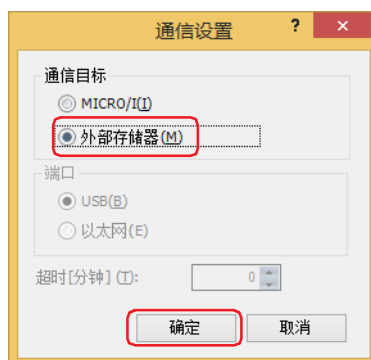 通信设置 ? ×
通信目标
MICRO/I(I)
外部存储器(M)
端口
USB(B)
以太网(E)
超时[分钟] (T): 0
确定 取消